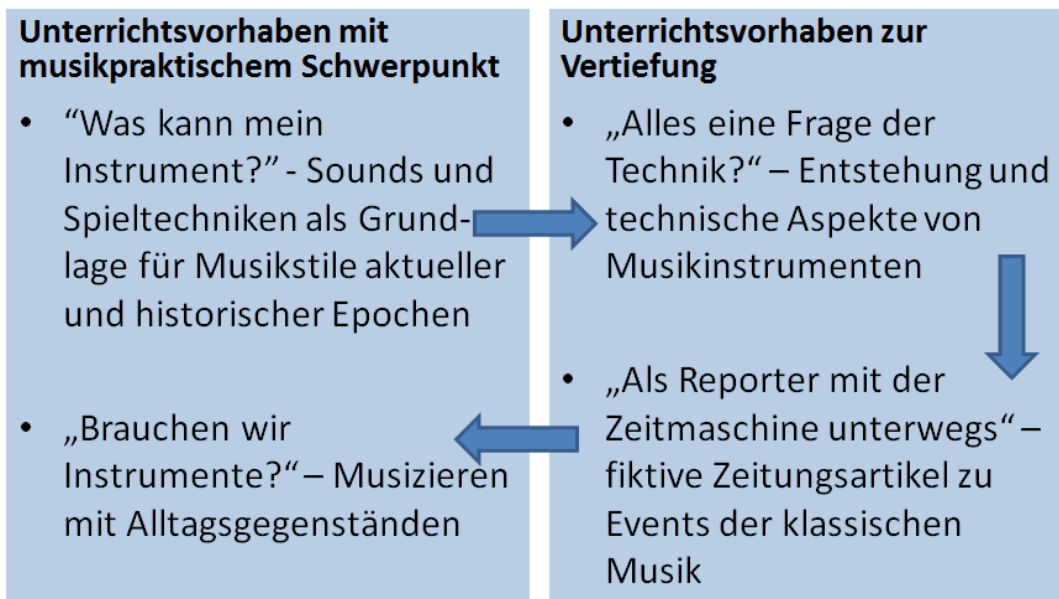 Unterrichtsvorhaben mit
musikpraktischem Schwerpunkt
• “Was kann mein
Instrument?” - Sounds und
Spieltechniken als Grund-
lage für Musikstile aktueller
und historischer Epochen
• „Brauchen wir
Instrumente?“ – Musizieren
mit Alltagsgegenständen
Unterrichtsvorhaben zur
Vertiefung
• „Alles eine Frage der
Technik?“ – Entstehung und
technische Aspekte von
Musikinstrumenten
• „Als Reporter mit der
Zeitmaschine unterwegs“ –
fiktive Zeitungsartikel zu
Events der klassischen
Musik